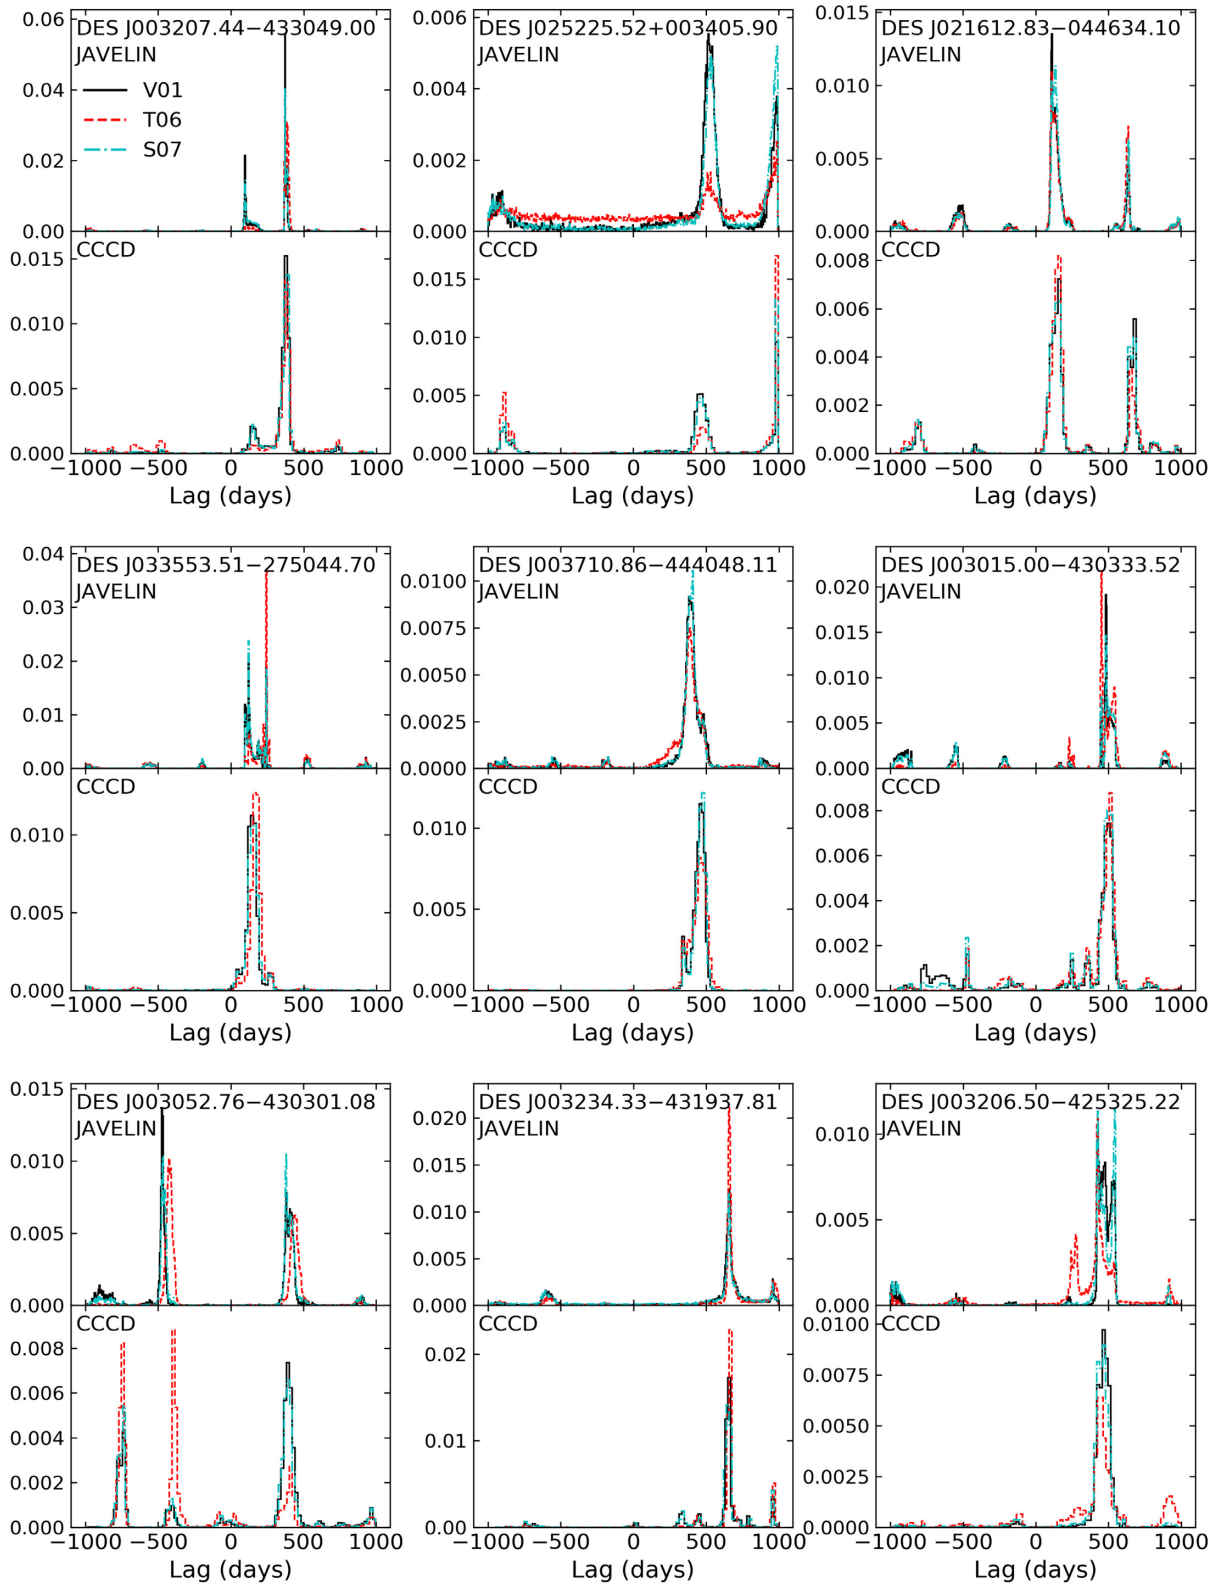 DES J003207.44−433049.00
JAVELIN
V01
T06
S07
0.06
0.04
0.02
0.00
CCCD
0.015
0.010
0.005
0.000
−1000 −500 0 500 1000
Lag (days)
DES J025225.52+003405.90
JAVELIN
0.006
0.004
0.002
0.000
CCCD
0.015
0.010
0.005
0.000
−1000 −500 0 500 1000
Lag (days)
DES J021612.83−044634.10
JAVELIN
0.015
0.010
0.005
0.000
CCCD
0.008
0.006
0.004
0.002
0.000
−1000 −500 0 500 1000
Lag (days)
DES J033553.51−275044.70
JAVELIN
0.04
0.03
0.02
0.01
0.00
CCCD
0.010
0.005
0.000
−1000 −500 0 500 1000
Lag (days)
DES J003710.86−444048.11
JAVELIN
0.0100
0.0075
0.0050
0.0025
0.0000
CCCD
0.010
0.005
0.000
−1000 −500 0 500 1000
Lag (days)
DES J003015.00−430333.52
JAVELIN
0.020
0.015
0.010
0.005
0.000
CCCD
0.008
0.006
0.004
0.002
0.000
−1000 −500 0 500 1000
Lag (days)
DES J003052.76−430301.08
JAVELIN
0.015
0.010
0.005
0.000
CCCD
0.008
0.006
0.004
0.002
0.000
−1000 −500 0 500 1000
Lag (days)
DES J003234.33−431937.81
JAVELIN
0.020
0.015
0.010
0.005
0.000
CCCD
0.02
0.01
0.00
−1000 −500 0 500 1000
Lag (days)
DES J003206.50−425325.22
JAVELIN
0.010
0.005
0.000
CCCD
0.0100
0.0075
0.0050
0.0025
0.000
−1000 −500 0 500 1000
Lag (days)